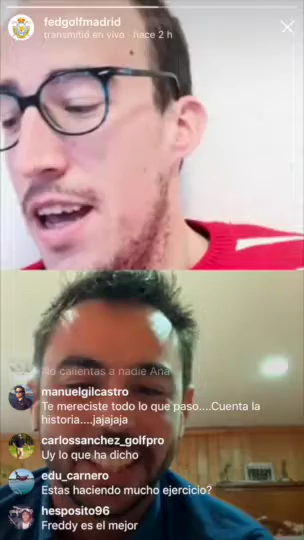 fedgolfmadrid
transmitió en vivo · hace 2 h
No calientas a nadie Ana
manuelgilcastro
Te mereciste todo lo que paso....Cuenta la
historia....jajajaja
carlossanchez_golfpro
Uy lo que ha dicho
edu_carnero
Estas haciendo mucho ejercicio?
hesposito96
Freddy es el mejor